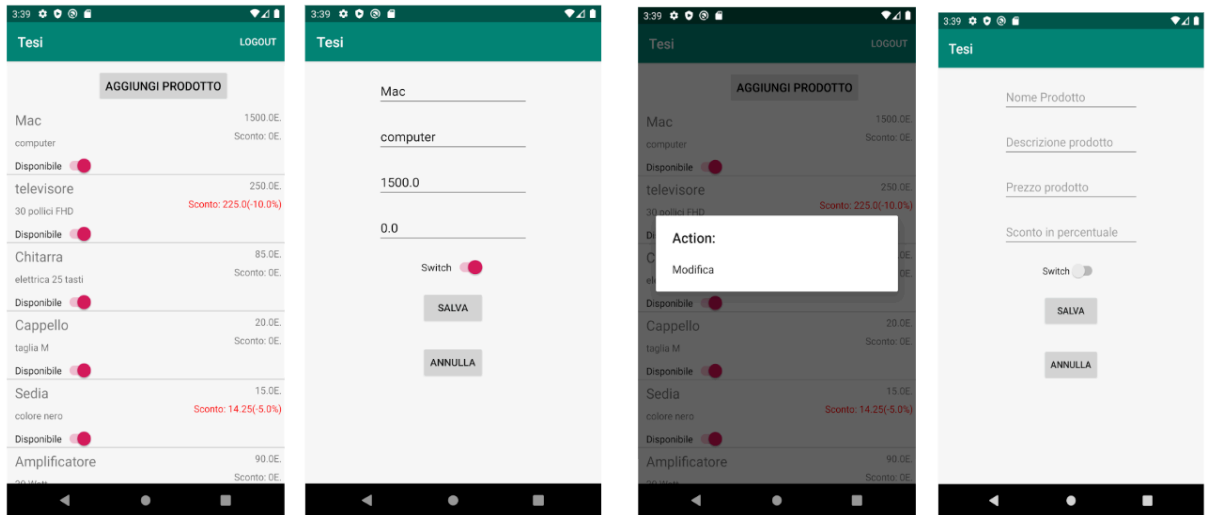 3:39
Tesi LOGOUT
AGGIUNGI PRODOTTO
Mac 1500.0E.
computer Sconto: 0E.
Disponibile
televisore 250.0E.
30 pollici FHD Sconto: 225.0(-10.0%)
Disponibile
Chitarra 85.0E.
elettrica 25 tasti Sconto: 0E.
Disponibile
Cappello 20.0E.
taglia M Sconto: 0E.
Disponibile
Sedia 15.0E.
colore nero Sconto: 14.25(-5.0%)
Disponibile
Amplificatore 90.0E.
Sconto: 0E.
3:39
Tesi
Mac
computer
1500.0
0.0
Switch
SALVA
ANNULLA
3:39
Tesi LOGOUT
AGGIUNGI PRODOTTO
Mac 1500.0E.
computer Sconto: 0E.
Disponibile
televisore 250.0E.
30 pollici FHD Sconto: 225.0(-10.0%)
Action:
Modifica
Disponibile
Cappello 20.0E.
taglia M Sconto: 0E.
Disponibile
Sedia 15.0E.
colore nero Sconto: 14.25(-5.0%)
Disponibile
Amplificatore 90.0E.
Sconto: 0E.
3:39
Tesi
Nome Prodotto
Descrizione prodotto
Prezzo prodotto
Sconto in percentuale
Switch
SALVA
ANNULLA